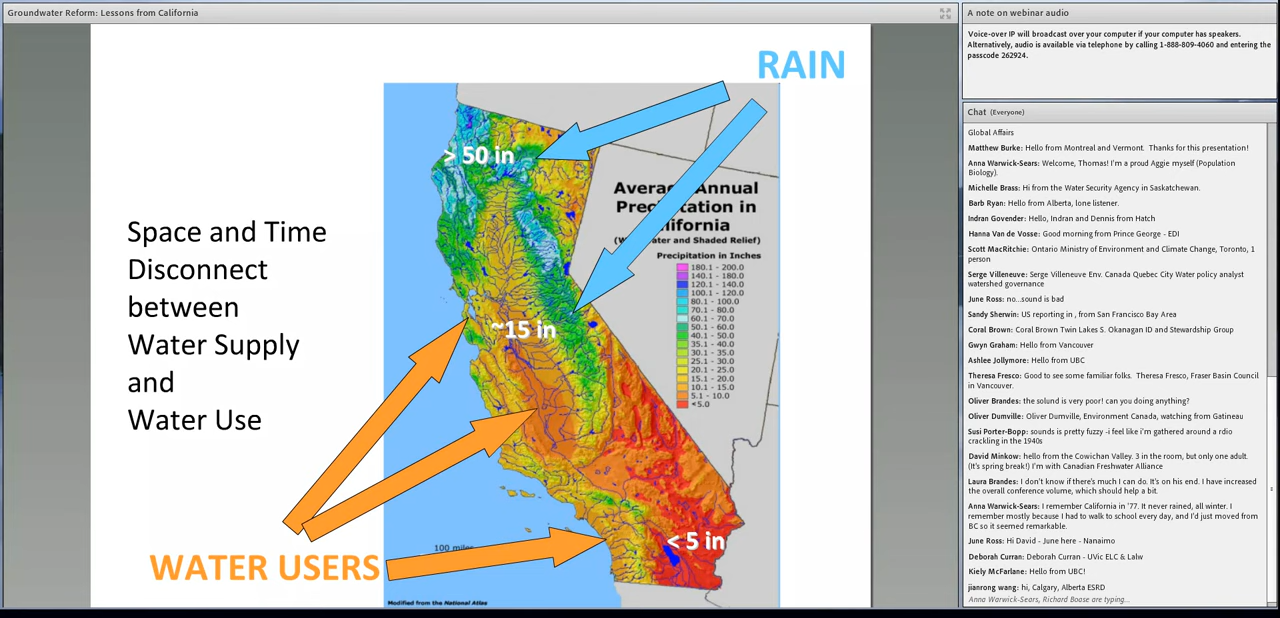 Groundwater Reform: Lessons from California
RAIN
> 50 in
Average Annual
Precipitation in
California
(With Water and Shaded Relief)
Precipitation in Inches
180.1 - 200.0
140.1 - 180.0
120.1 - 140.0
100.1 - 120.0
80.1 - 100.0
70.1 - 80.0
60.1 - 70.0
50.1 - 60.0
40.1 - 50.0
35.1 - 40.0
30.1 - 35.0
25.1 - 30.0
20.1 - 25.0
15.1 - 20.0
10.1 - 15.0
5.1 - 10.0
<5.0
~15 in
Space and Time
Disconnect
between
Water Supply
and
Water Use
< 5 in
100 miles
WATER USERS
Modified from the National Atlas
A note on webinar audio
Voice-over IP will broadcast over your computer if your computer has speakers.
Alternatively, audio is available via telephone by calling 1-888-809-4060 and entering the
passcode 262924.
Chat (Everyone)
Global Affairs
Matthew Burke: Hello from Montreal and Vermont. Thanks for this presentation!
Anna Warwick-Sears: Welcome, Thomas! I'm a proud Aggie myself (Population
Biology).
Michelle Brass: Hi from the Water Security Agency in Saskatchewan.
Barb Ryan: Hello from Alberta, lone listener.
Indran Govender: Hello, Indran and Dennis from Hatch
Hanna Van de Vosse: Good morning from Prince George - EDI
Scott MacRitchie: Ontario Ministry of Environment and Climate Change, Toronto, 1
person
Serge Villeneuve: Serge Villeneuve Env. Canada Quebec City Water policy analyst
watershed governance
June Ross: no...sound is bad
Sandy Sherwin: US reporting in , from San Francisco Bay Area
Coral Brown: Coral Brown Twin Lakes S. Okanagan ID and Stewardship Group
Gwyn Graham: Hello from Vancouver
Ashlee Jollymore: Hello from UBC
Theresa Fresco: Good to see some familiar folks. Theresa Fresco, Fraser Basin Council
in Vancouver.
Oliver Brandes: the solund is very poor! can you doing anything?
Oliver Dumville: Oliver Dumville, Environment Canada, watching from Gatineau
Susi Porter-Bopp: sounds is pretty fuzzy -i feel like i'm gathered around a rdio
crackling in the 1940s
David Minkow: hello from the Cowichan Valley. 3 in the room, but only one adult.
(It's spring break!) I'm with Canadian Freshwater Alliance
Laura Brandes: I don't know if there's much I can do. It's on his end. I have increased
the overall conference volume, which should help a bit.
Anna Warwick-Sears: I remember California in '77. It never rained, all winter. I
remember mostly because I had to walk to school every day, and I'd just moved from
BC so it seemed remarkable.
June Ross: Hi David - June here - Nanaimo
Deborah Curran: Deborah Curran - UVic ELC & Lalw
Kiely McFarlane: Hello from UBC!
jianrong wang: hi, Calgary, Alberta ESRD
Anna Warwick-Sears, Richard Boase are typing...